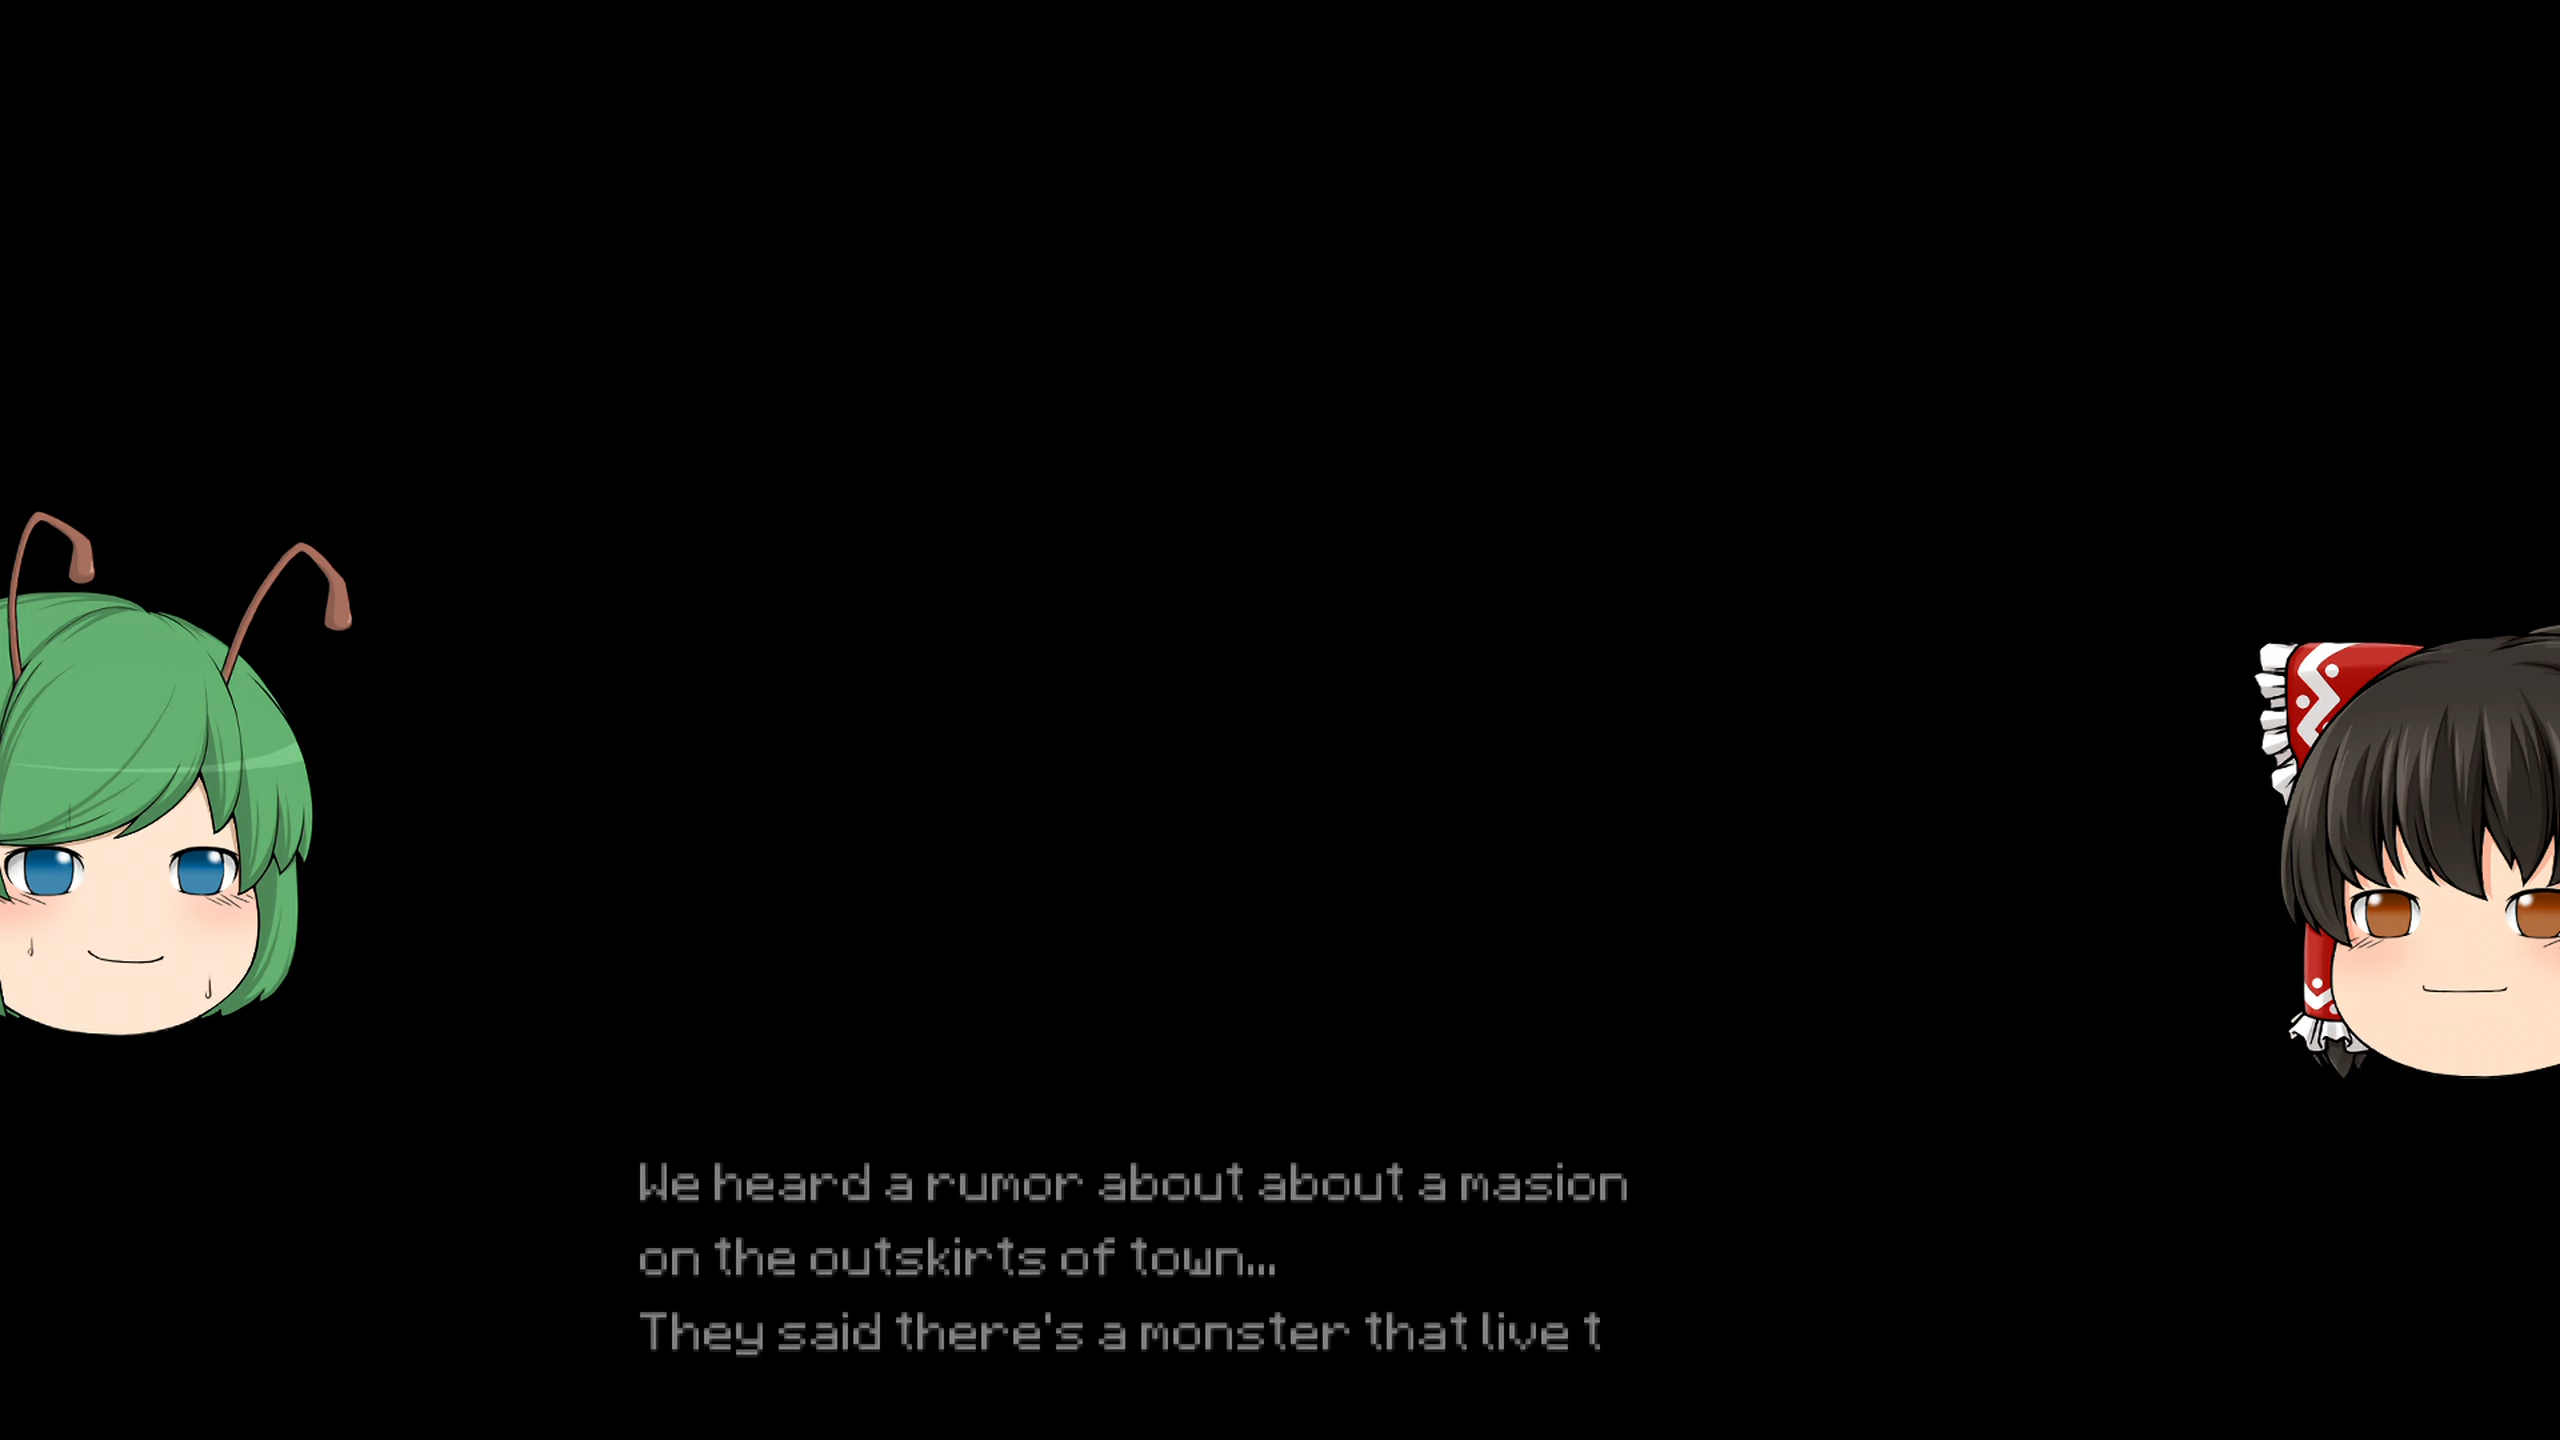 We heard a rumor about about a masion
on the outskirts of town...
They said there's a monster that live t